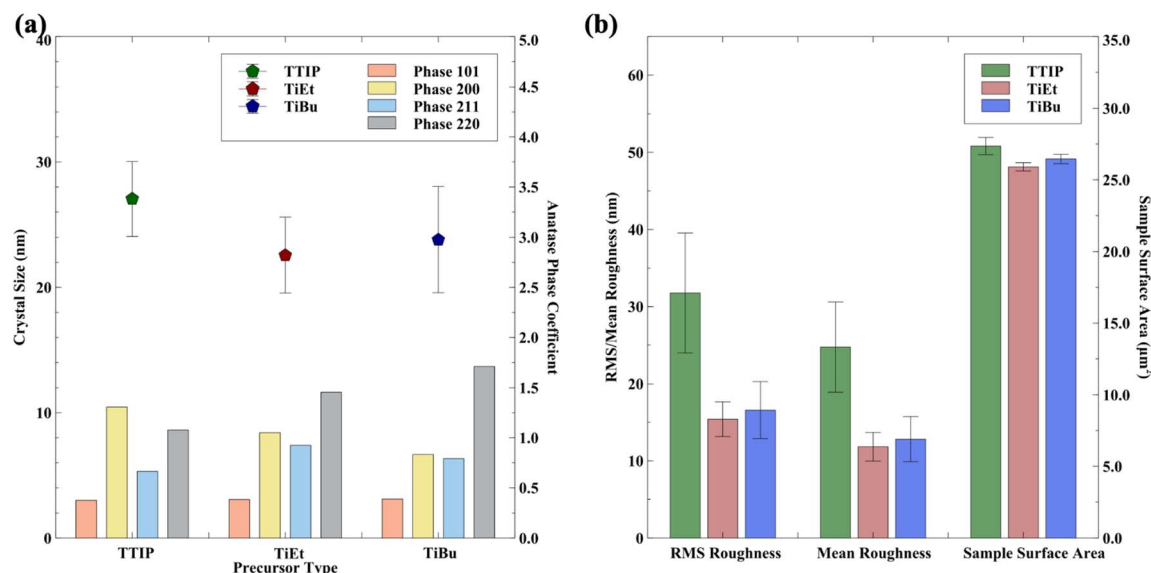 (a)
40
30
20
10
0
Crystal Size (nm)
TTIP
TiEt
TiBu
Phase 101
Phase 200
Phase 211
Phase 220
5.0
4.5
4.0
3.5
3.0
2.5
2.0
1.5
1.0
0.5
0.0
Anatase Phase Coefficient
TTIP
TiEt
TiBu
Precursor Type
(b)
60
50
40
30
20
10
0
RMS/Mean Roughness (nm)
TTIP
TiEt
TiBu
35.0
30.0
25.0
20.0
15.0
10.0
5.0
0.0
Sample Surface
Area (μm²)
RMS Roughness
Mean Roughness
Sample Surface Area